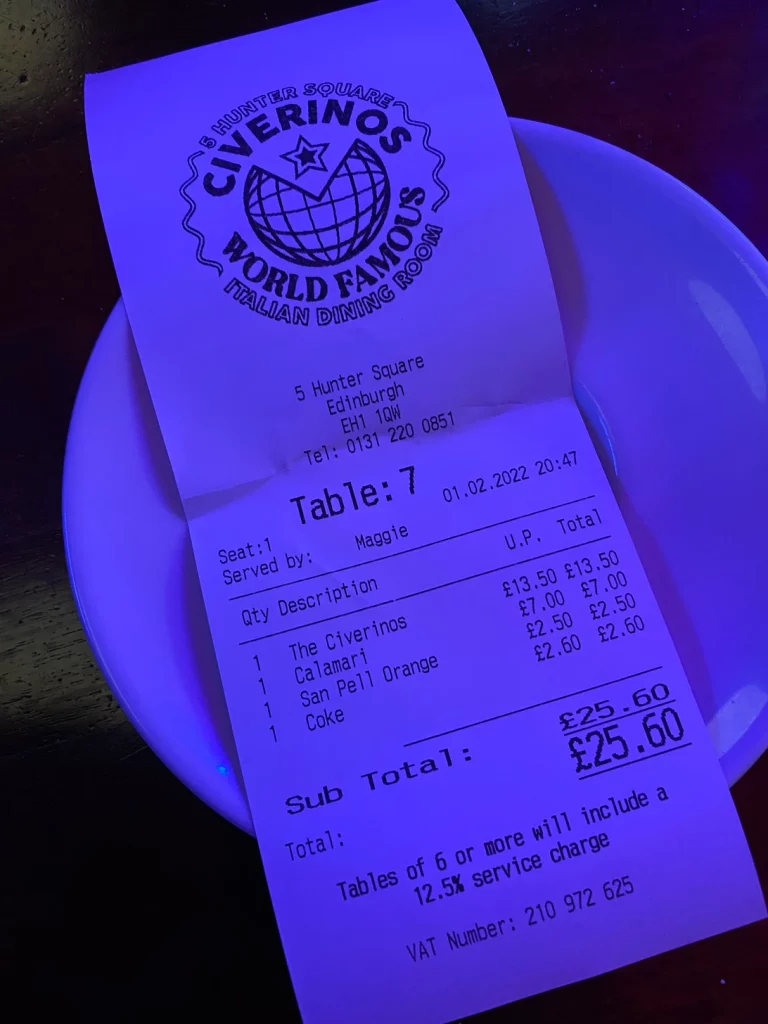 5 HUNTER SQUARE
CIVERINOS
WORLD FAMOUS
ITALIAN DINING ROOM
5 Hunter Square
Edinburgh
EH1 1QW
Tel: 0131 220 0851
Table:7 01.02.2022 20:47
Seat:1
Served by: Maggie
Qty Description U.P. Total
1 The Civerinos £13.50 £13.50
1 Calamari £7.00 £7.00
1 San Pell Orange £2.50 £2.50
1 Coke £2.60 £2.60
Sub Total: £25.60
Total: £25.60
Tables of 6 or more will include a
12.5% service charge
VAT Number: 210 972 625